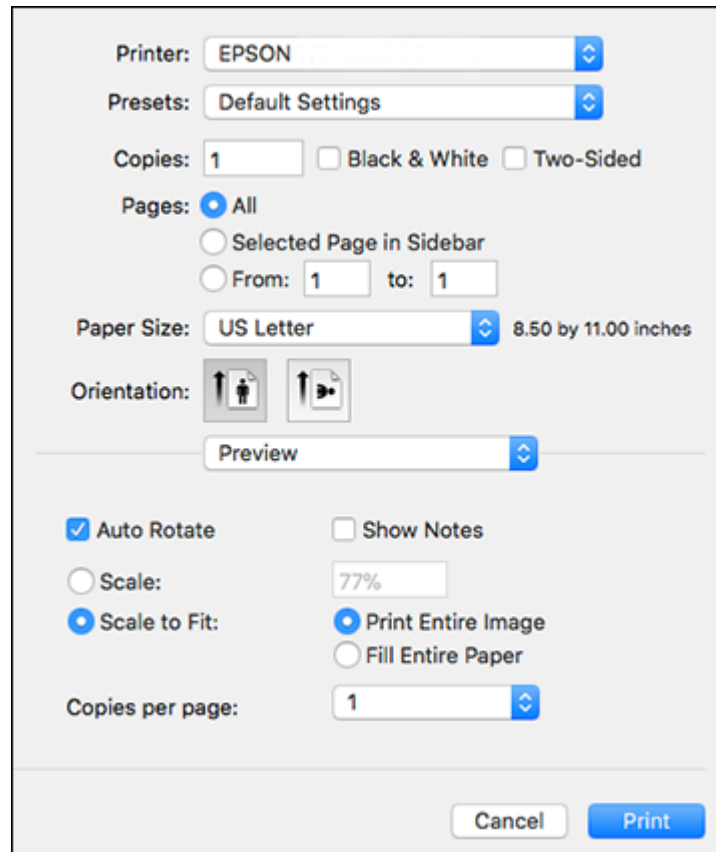 Printer: EPSON
Presets: Default Settings
Copies: 1 Black & White Two-Sided
Pages: All
Selected Page in Sidebar
From: 1 to: 1
Paper Size: US Letter 8.50 by 11.00 inches
Orientation:
Preview
Auto Rotate Show Notes
Scale: 77%
Scale to Fit: Print Entire Image
Fill Entire Paper
Copies per page: 1
Cancel Print